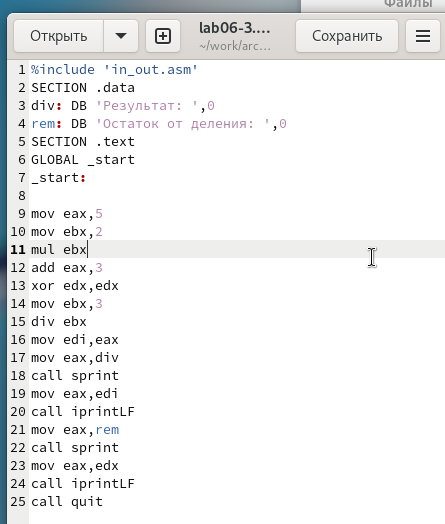 Файлы
Открыть
lab06-3....
~/work/arc...
Сохранить
1 %include 'in_out.asm'
2 SECTION .data
3 div: DB 'Результат: ',0
4 rem: DB 'Остаток от деления: ',0
5 SECTION .text
6 GLOBAL _start
7 _start:
8
9 mov eax,5
10 mov ebx,2
11 mul ebx
12 add eax,3
13 xor edx,edx
14 mov ebx,3
15 div ebx
16 mov edi,eax
17 mov eax,div
18 call sprint
19 mov eax,edi
20 call iprintLF
21 mov eax,rem
22 call sprint
23 mov eax,edx
24 call iprintLF
25 call quit